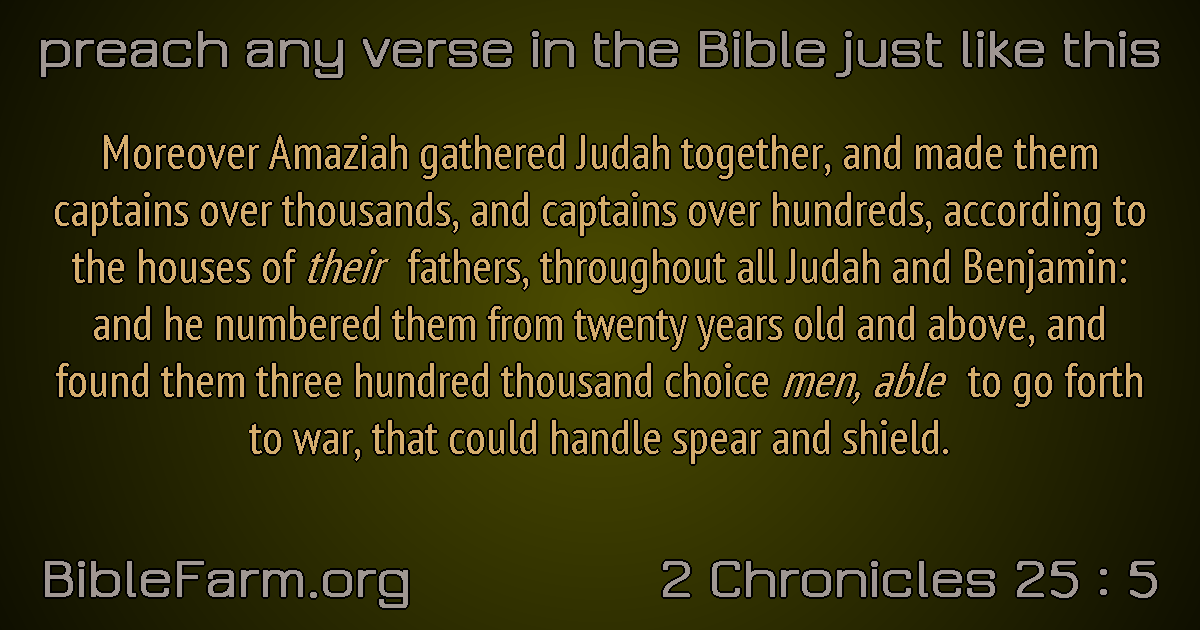 preach any verse in the Bible just like this
Moreover Amaziah gathered Judah together, and made them
captains over thousands, and captains over hundreds, according to
the houses of their fathers, throughout all Judah and Benjamin:
and he numbered them from twenty years old and above, and
found them three hundred thousand choice men, able to go forth
to war, that could handle spear and shield.
BibleFarm.org
2 Chronicles 25 : 5